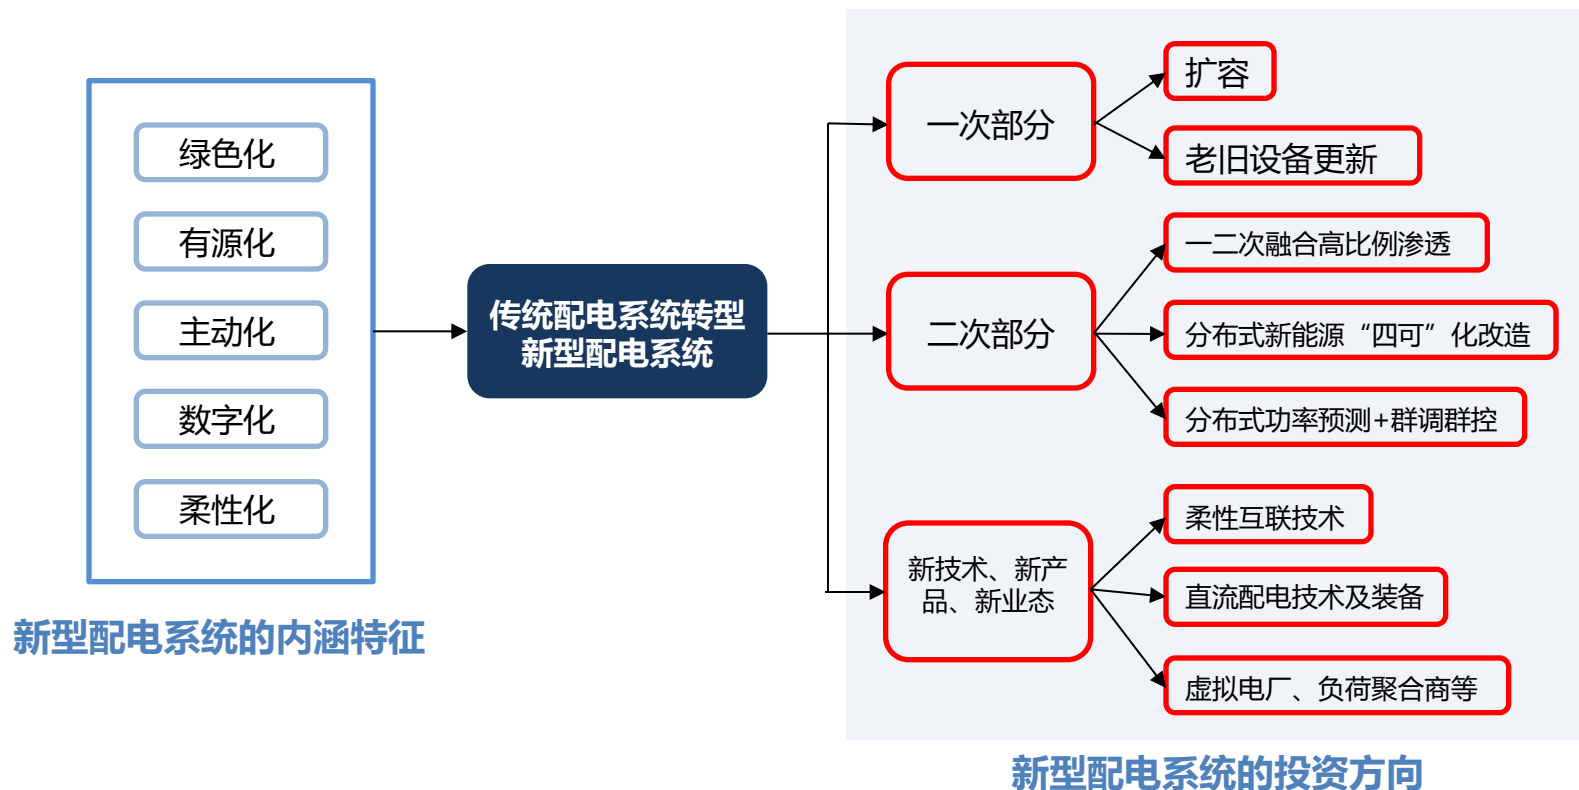 绿色化
有源化
主动化
数字化
柔性化
新型配电系统的内涵特征
传统配电系统转型
新型配电系统
一次部分
扩容
老旧设备更新
二次部分
一二次融合高比例渗透
分布式新能源“四可”化改造
分布式功率预测+群调群控
新技术、新产
品、新业态
柔性互联技术
直流配电技术及装备
虚拟电厂、负荷聚合商等
新型配电系统的投资方向